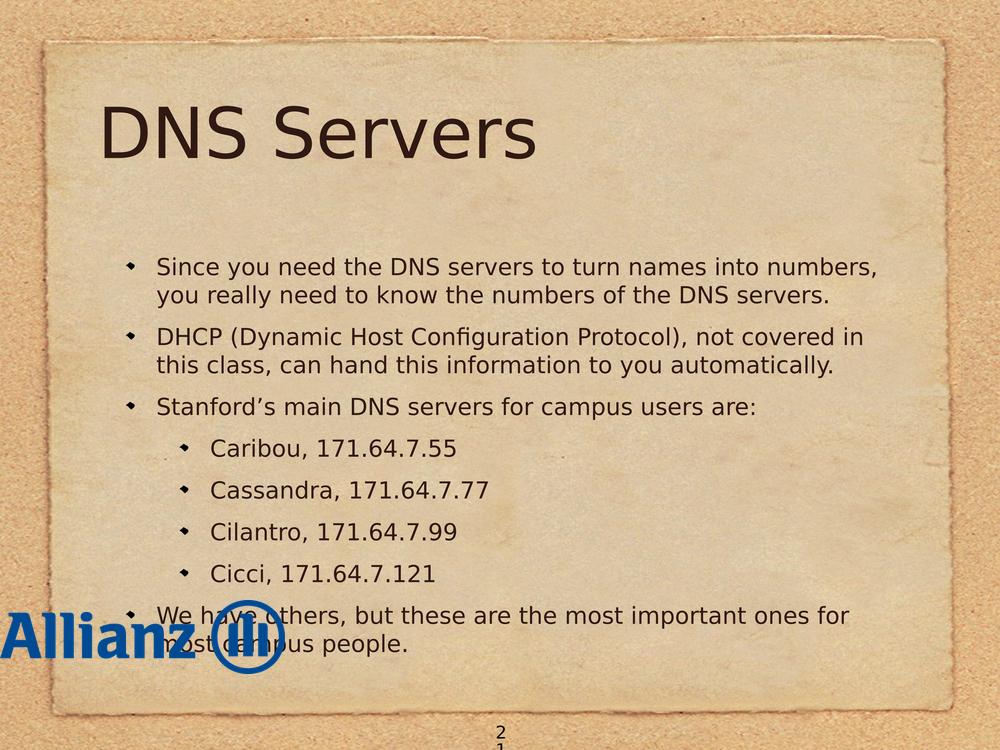 DNS Servers
Since you need the DNS servers to turn names into numbers,
you really need to know the numbers of the DNS servers.
DHCP (Dynamic Host Configuration Protocol), not covered in
this class, can hand this information to you automatically.
Stanford’s main DNS servers for campus users are:
Caribou, 171.64.7.55
Cassandra, 171.64.7.77
Cilantro, 171.64.7.99
Cicci, 171.64.7.121
We have others, but these are the most important ones for
most campus people.
Allianz
2
1